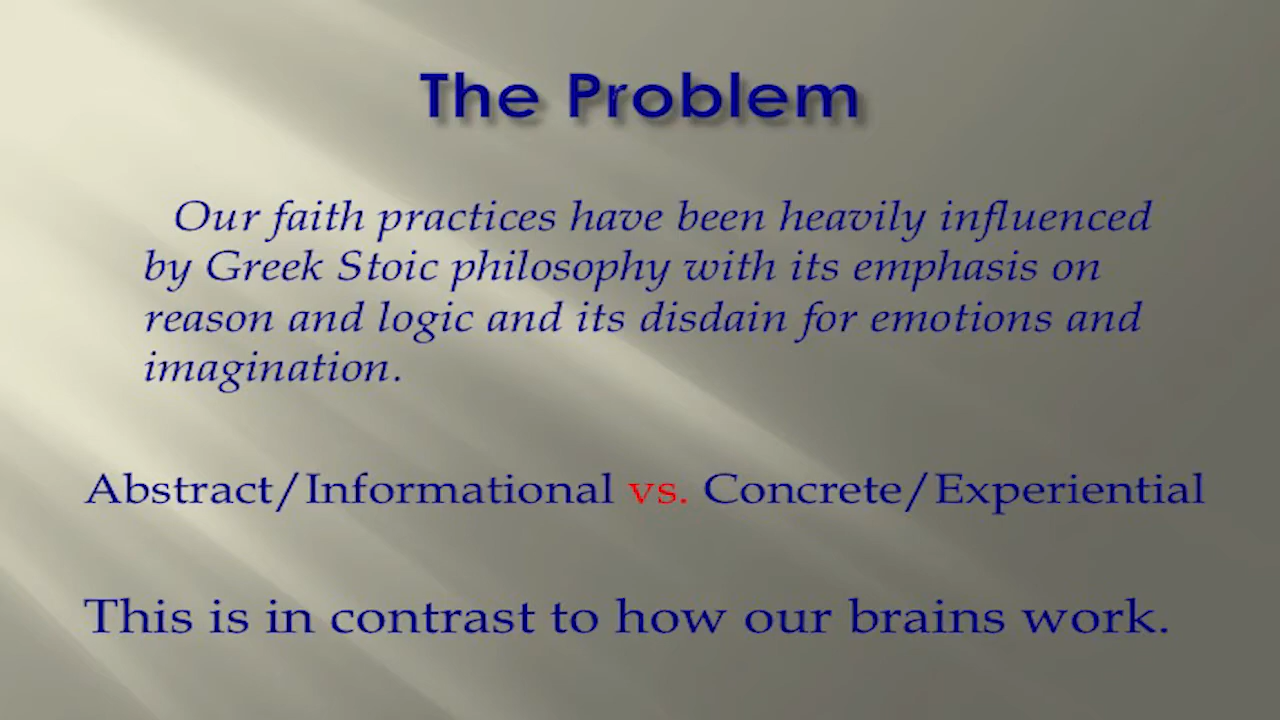 The Problem
Our faith practices have been heavily influenced
by Greek Stoic philosophy with its emphasis on
reason and logic and its disdain for emotions and
imagination.
Abstract/Informational vs. Concrete/Experiential
This is in contrast to how our brains work.